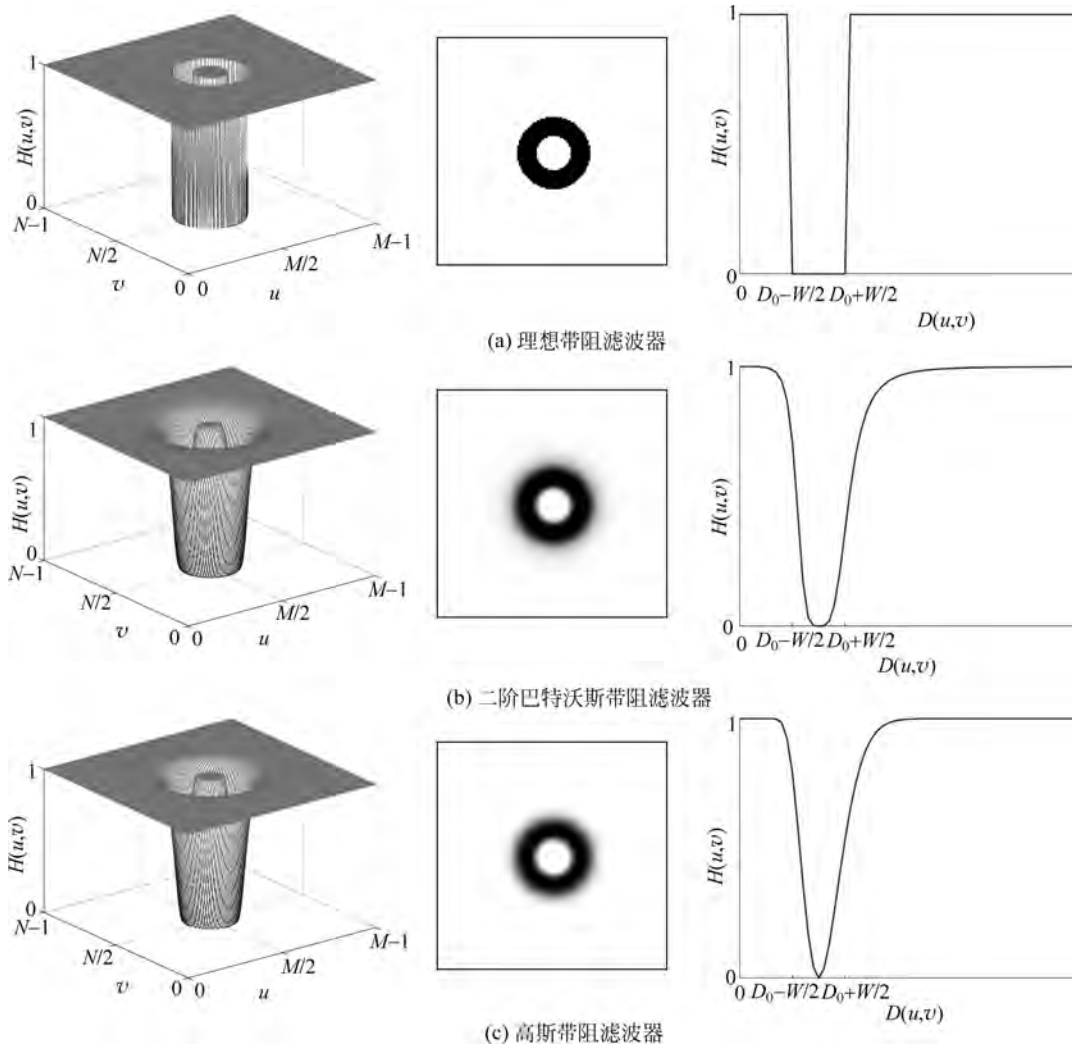 1
H(u,v)
0
N−1
N/2
v
0 0
u
M/2
M−1
1
H(u,v)
0
0 D₀−W/2 D₀+W/2
D(u,v)
(a) 理想带阻滤波器
1
H(u,v)
0
N−1
N/2
v
0 0
u
M/2
M−1
1
H(u,v)
0
0 D₀−W/2 D₀+W/2
D(u,v)
(b) 二阶巴特沃斯带阻滤波器
1
H(u,v)
0
N−1
N/2
v
0 0
u
M/2
M−1
1
H(u,v)
0
0 D₀−W/2 D₀+W/2
D(u,v)
(c) 高斯带阻滤波器